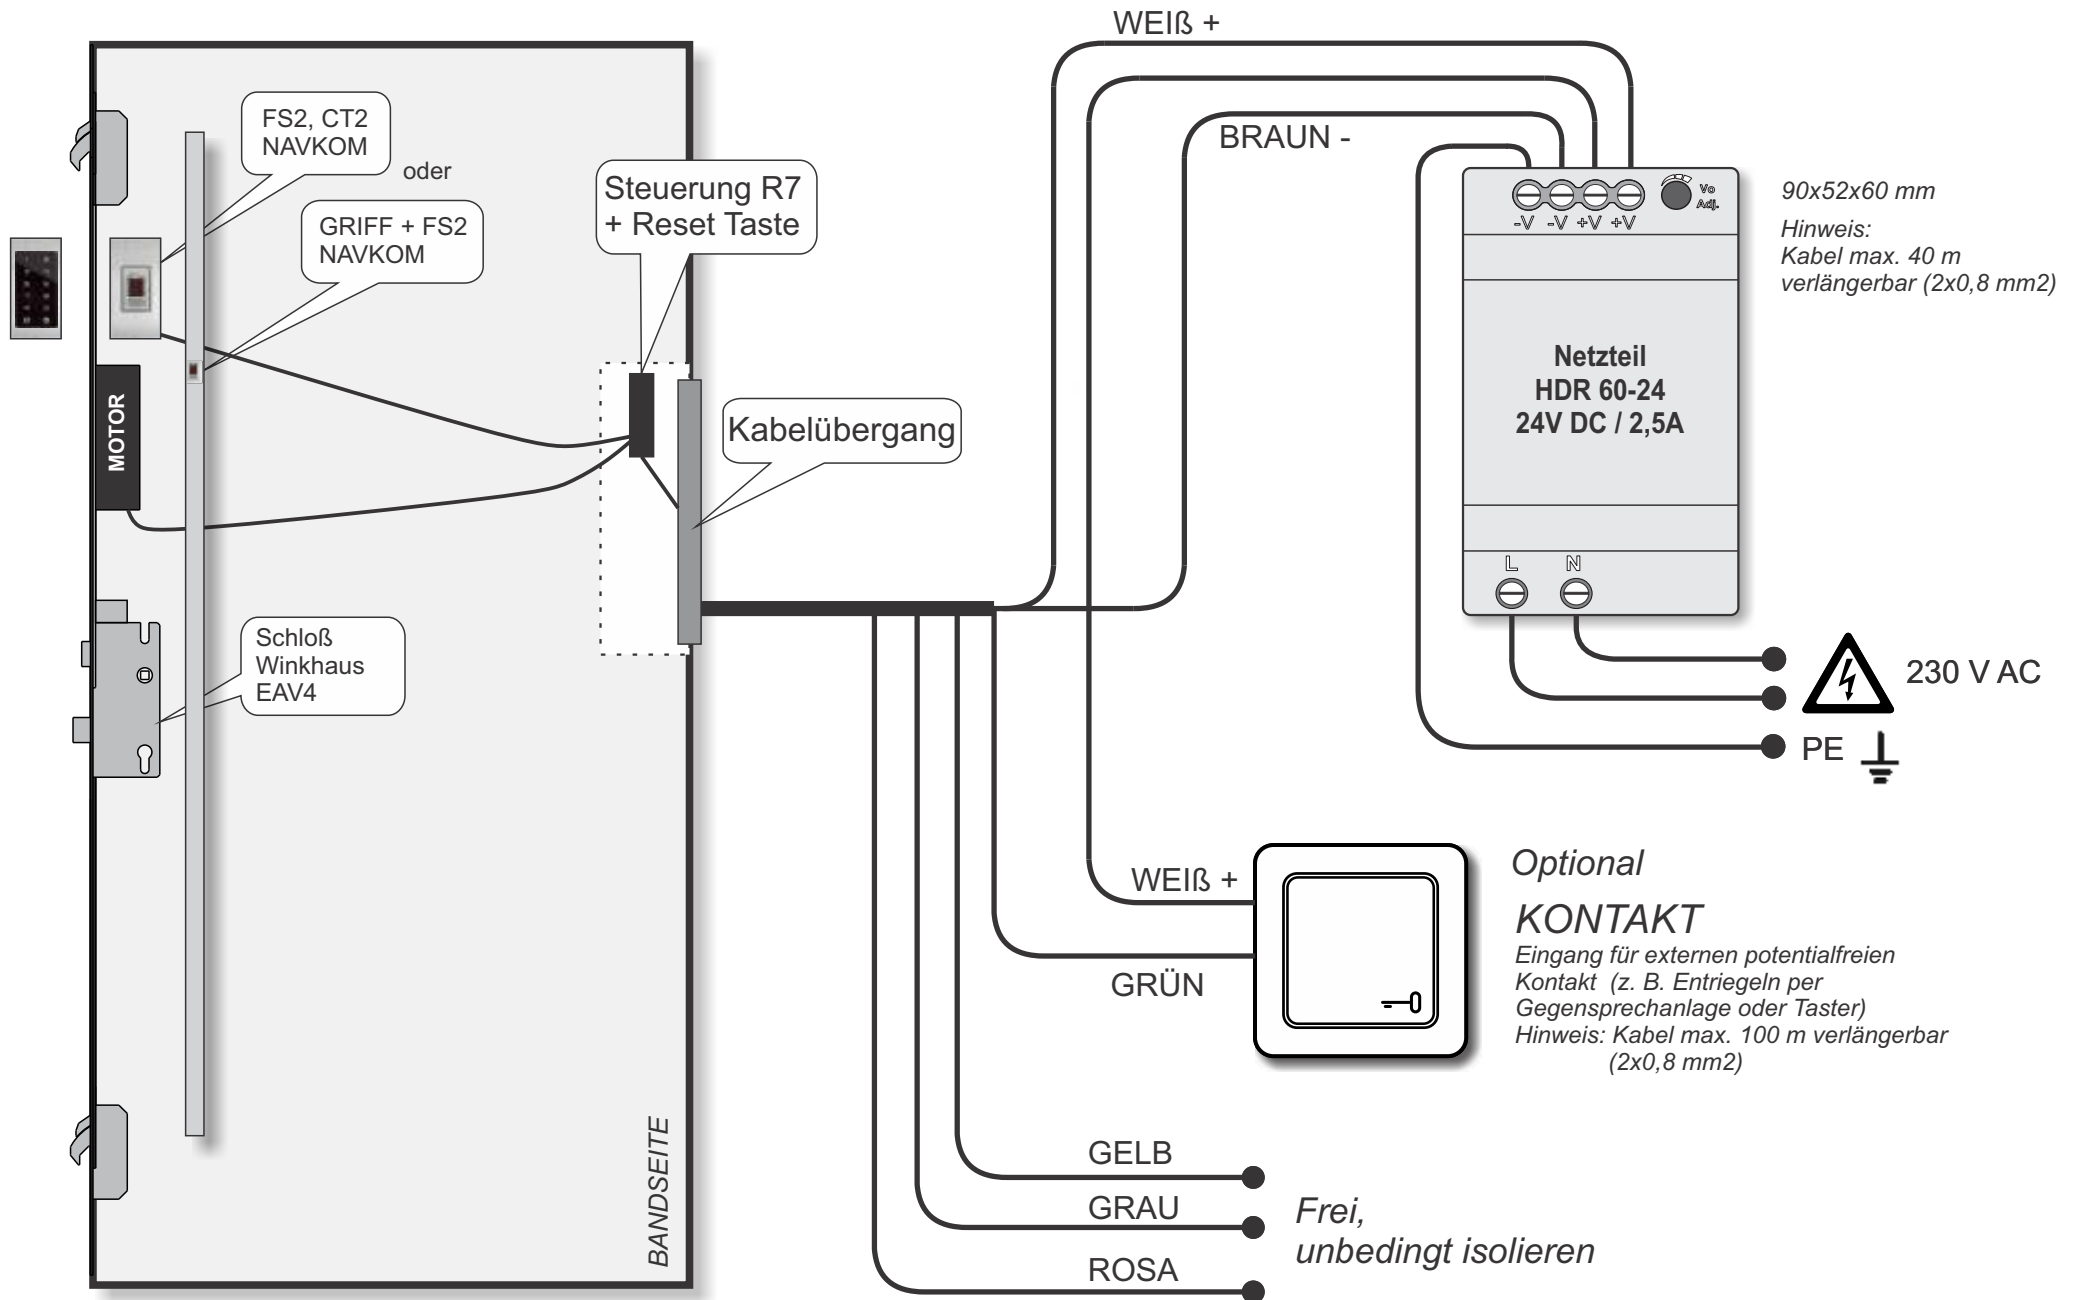 WEIß +
FS2, CT2
NAVKOM
oder
BRAUN -
Steuerung R7
+ Reset Taste
GRIFF + FS2
NAVKOM
Vo
Adj.
-V -V +V +V
90x52x60 mm
Hinweis:
Kabel max. 40 m
verlängerbar (2x0,8 mm2)
Netzteil
HDR 60-24
24V DC / 2,5A
MOTOR
Kabelübergang
L N
Schloß
Winkhaus
EAV4
230 V AC
PE
WEIß +
GRÜN
Optional
KONTAKT
Eingang für externen potentialfreien
Kontakt (z. B. Entriegeln per
Gegensprechanlage oder Taster)
Hinweis: Kabel max. 100 m verlängerbar
(2x0,8 mm2)
BANDSEITE
GELB
GRAU
ROSA
Frei,
unbedingt isolieren